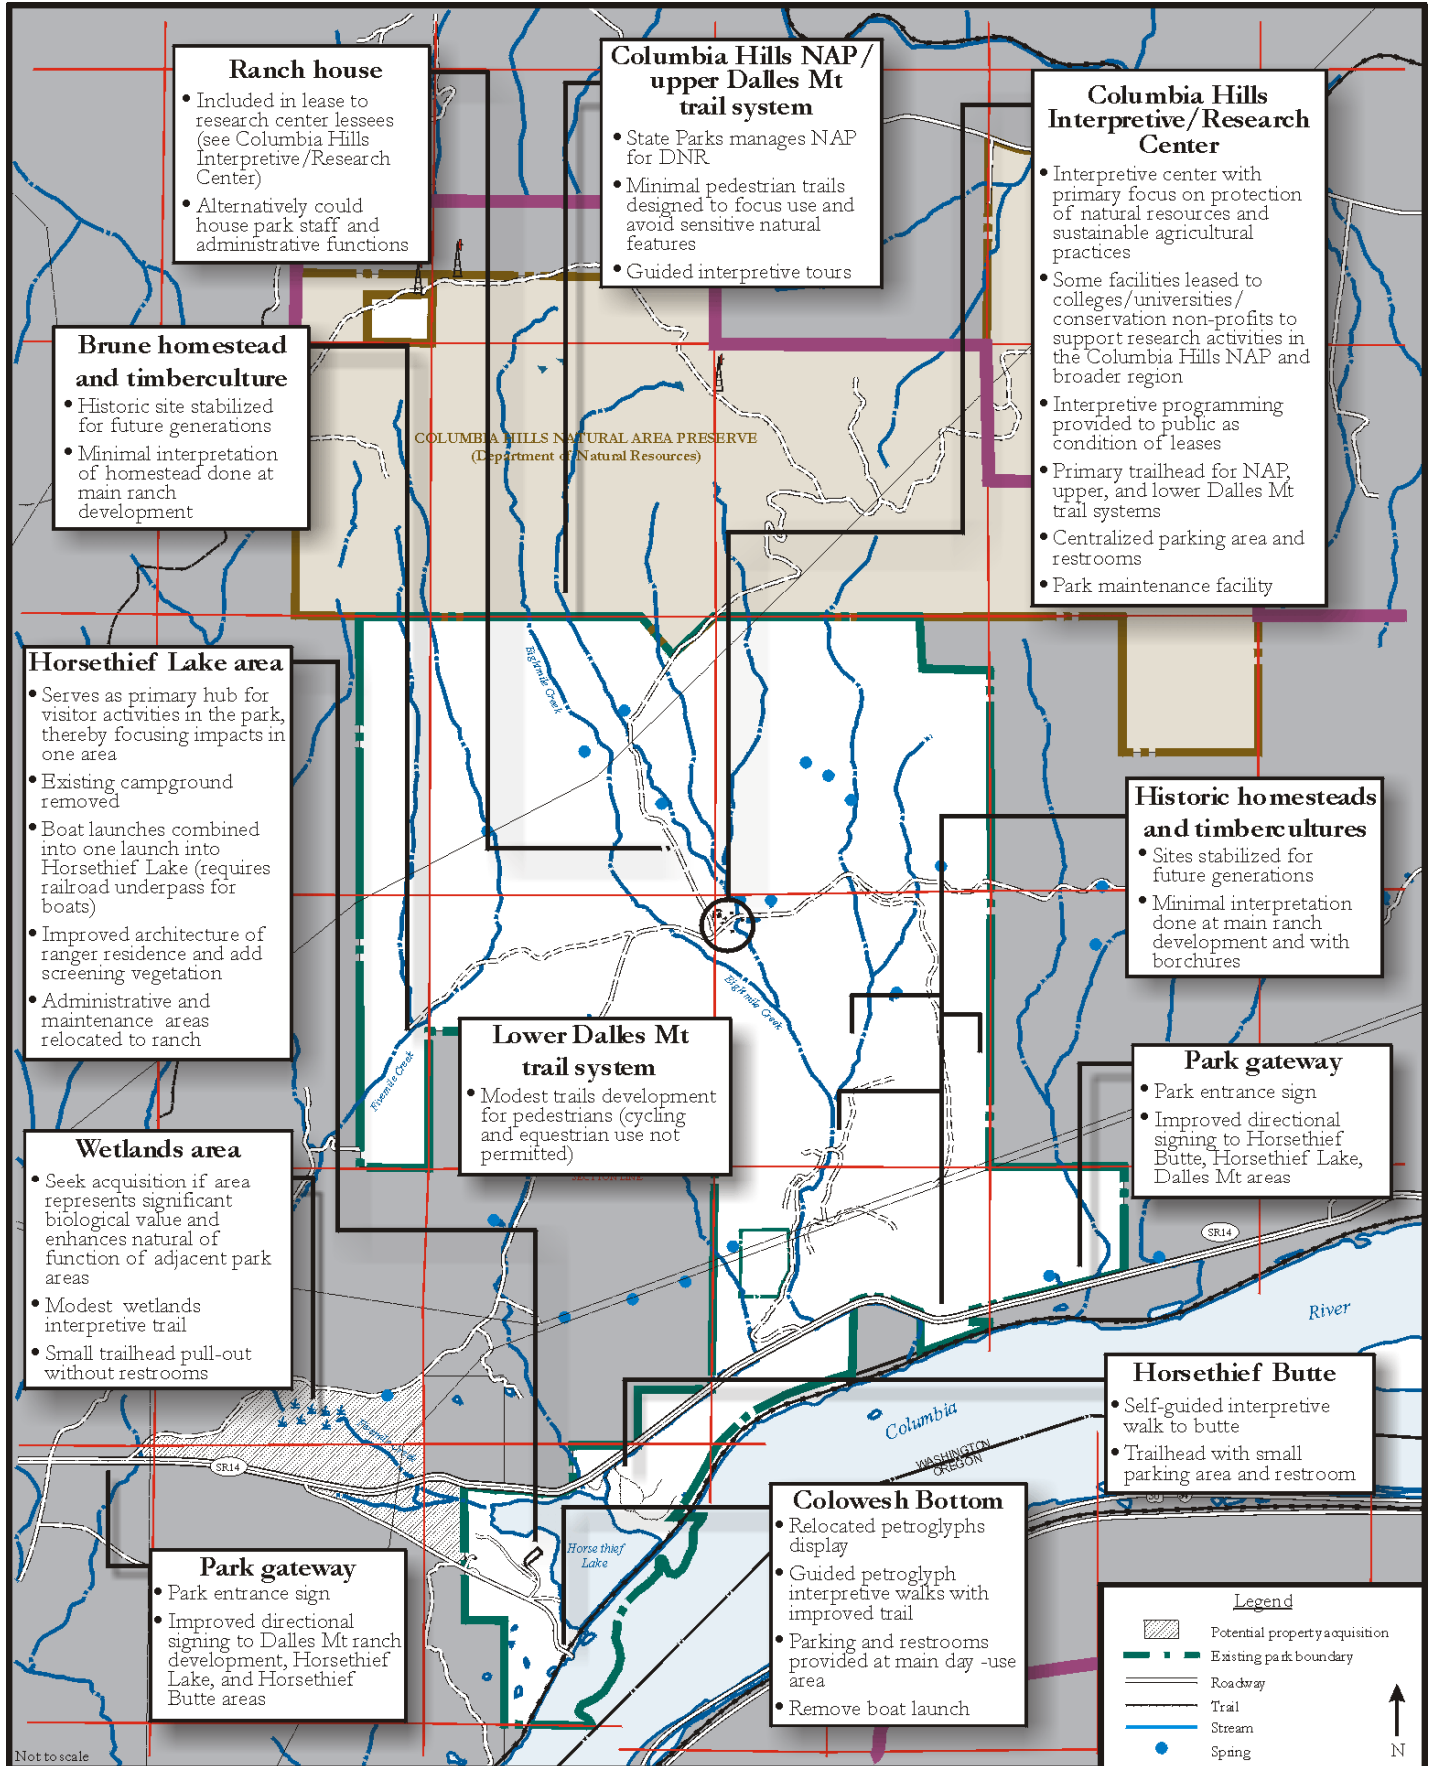 Ranch house
• Included in lease to
research center lessees
(see Columbia Hills
Interpretive/Research
Center)
• Alternatively could
house park staff and
administrative functions
Columbia Hills NAP/
upper Dalles Mt
trail system
• State Parks manages NAP
for DNR
• Minimal pedestrian trails
designed to focus use and
avoid sensitive natural
features
• Guided interpretive tours
Columbia Hills
Interpretive/Research
Center
• Interpretive center with
primary focus on protection
of natural resources and
sustainable agricultural
practices
• Some facilities leased to
colleges/universities/
conservation non-profits to
support research activities in
the Columbia Hills NAP and
broader region
• Interpretive programming
provided to public as
condition of leases
• Primary trailhead for NAP,
upper, and lower Dalles Mt
trail systems
• Centralized parking area and
restrooms
• Park maintenance facility
Brune homestead
and timberculture
• Historic site stabilized
for future generations
• Minimal interpretation
of homestead done at
main ranch
development
COLUMBIA HILLS NATURAL AREA PRESERVE
(Department of Natural Resources)
Horsethief Lake area
• Serves as primary hub for
visitor activities in the park,
thereby focusing impacts in
one area
• Existing campground
removed
• Boat launches combined
into one launch into
Horsethief Lake (requires
railroad underpass for
boats)
• Improved architecture of
ranger residence and add
screening vegetation
• Administrative and
maintenance areas
relocated to ranch
Eightmile Creek
Historic homesteads
and timbercultures
• Sites stabilized for
future generations
• Minimal interpretation
done at main ranch
development and with
borchures
Eightmile Creek
Lower Dalles Mt
trail system
• Modest trails development
for pedestrians (cycling
and equestrian use not
permitted)
SECTION LINE
Fivemile Creek
Park gateway
• Park entrance sign
• Improved directional
signing to Horsethief
Butte, Horsethief Lake,
Dalles Mt areas
Wetlands area
• Seek acquisition if area
represents significant
biological value and
enhances natural of
function of adjacent park
areas
• Modest wetlands
interpretive trail
• Small trailhead pull-out
without restrooms
SR14
River
Horsethief Butte
• Self-guided interpretive
walk to butte
• Trailhead with small
parking area and restroom
Columbia
WASHINGTON
OREGON
SR14
Colowesh Bottom
• Relocated petroglyphs
display
• Guided petroglyph
interpretive walks with
improved trail
• Parking and restrooms
provided at main day -use
area
• Remove boat launch
Horse thief
Lake
Park gateway
• Park entrance sign
• Improved directional
signing to Dalles Mt ranch
development, Horsethief
Lake, and Horsethief
Butte areas
Legend
Potential property acquisition
Existing park boundary
Roadway
Trail
Stream
Spring
N
Not to scale